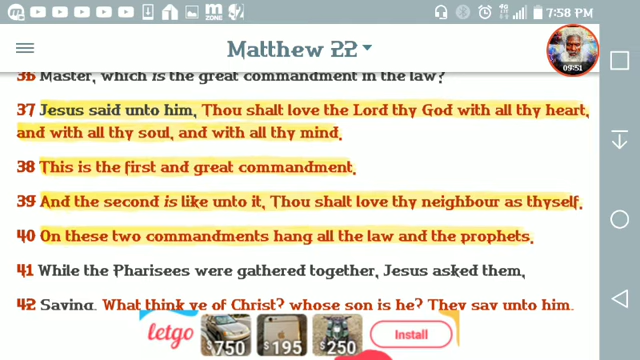 7:58 PM
Matthew 22
09:51
36 Master, which is the great commandment in the law?
37 Jesus said unto him, Thou shalt love the Lord thy God with all thy heart,
and with all thy soul, and with all thy mind.
38 This is the first and great commandment.
39 And the second is like unto it, Thou shalt love thy neighbour as thyself.
40 On these two commandments hang all the law and the prophets.
41 While the Pharisees were gathered together, Jesus asked them,
42 Saying, What think ye of Christ? whose son is he? They say unto him,
letgo $750 $195 $250 Install